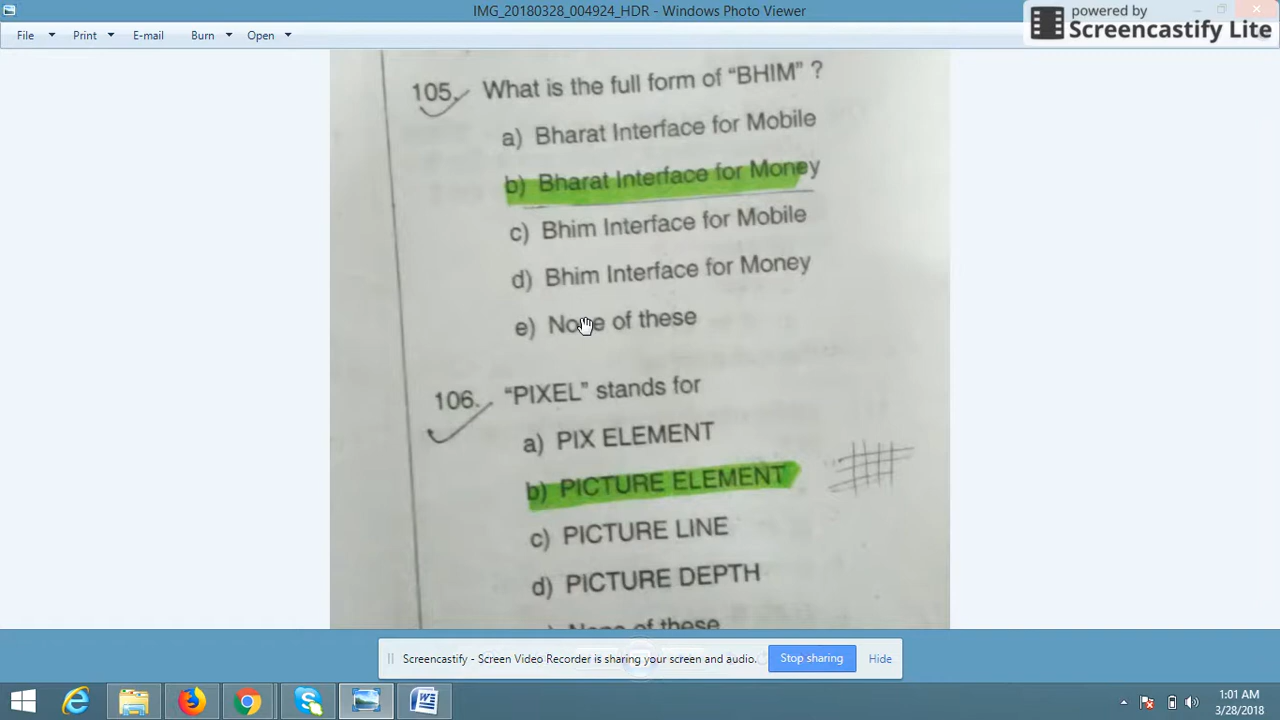 IMG_20180328_004924_HDR - Windows Photo Viewer
powered by
Screencastify Lite
File Print E-mail Burn Open
105. What is the full form of “BHIM” ?
a) Bharat Interface for Mobile
b) Bharat Interface for Money
c) Bhim Interface for Mobile
d) Bhim Interface for Money
e) None of these
106. “PIXEL” stands for
a) PIX ELEMENT
b) PICTURE ELEMENT
c) PICTURE LINE
d) PICTURE DEPTH
None of these
Screencastify - Screen Video Recorder is sharing your screen and audio.
Stop sharing
Hide
1:01 AM
3/28/2018